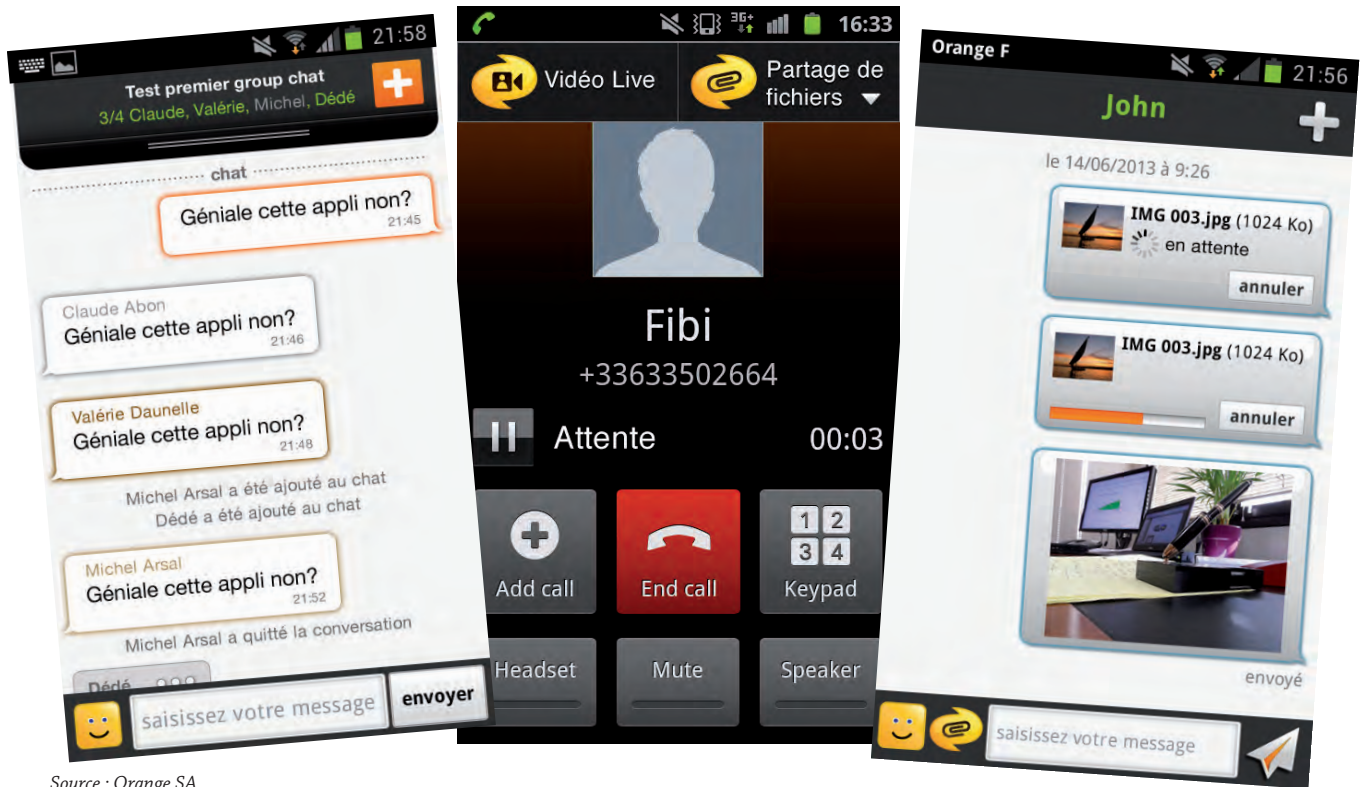 21:58
Test premier group chat
3/4 Claude, Valérie, Michel, Dédé
chat
Géniale cette appli non?
21:45
Claude Abon
Géniale cette appli non?
21:46
Valérie Daunelle
Géniale cette appli non?
21:48
Michel Arsal a été ajouté au chat
Dédé a été ajouté au chat
Michel Arsal
Géniale cette appli non?
21:52
Michel Arsal a quitté la conversation
Dédé
saisissez votre message
envoyer
3G+
16:33
Vidéo Live
Partage de
fichiers
Fibi
+33633502664
Attente
00:03
1 2
3 4
Add call
End call
Keypad
Headset
Mute
Speaker
Orange F
21:56
John
le 14/06/2013 à 9:26
IMG 003.jpg (1024 Ko)
en attente
annuler
IMG 003.jpg (1024 Ko)
annuler
envoyé
saisissez votre message
Source : Orange SA